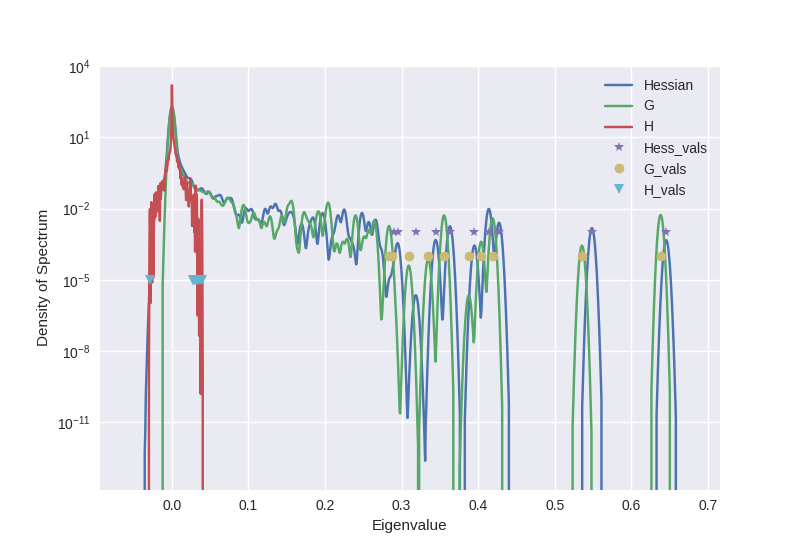 10^4
10^1
10^-2
10^-5
10^-8
10^-11
Density of Spectrum
Hessian
G
H
Hess_vals
G_vals
H_vals
0.0 0.1 0.2 0.3 0.4 0.5 0.6 0.7
Eigenvalue